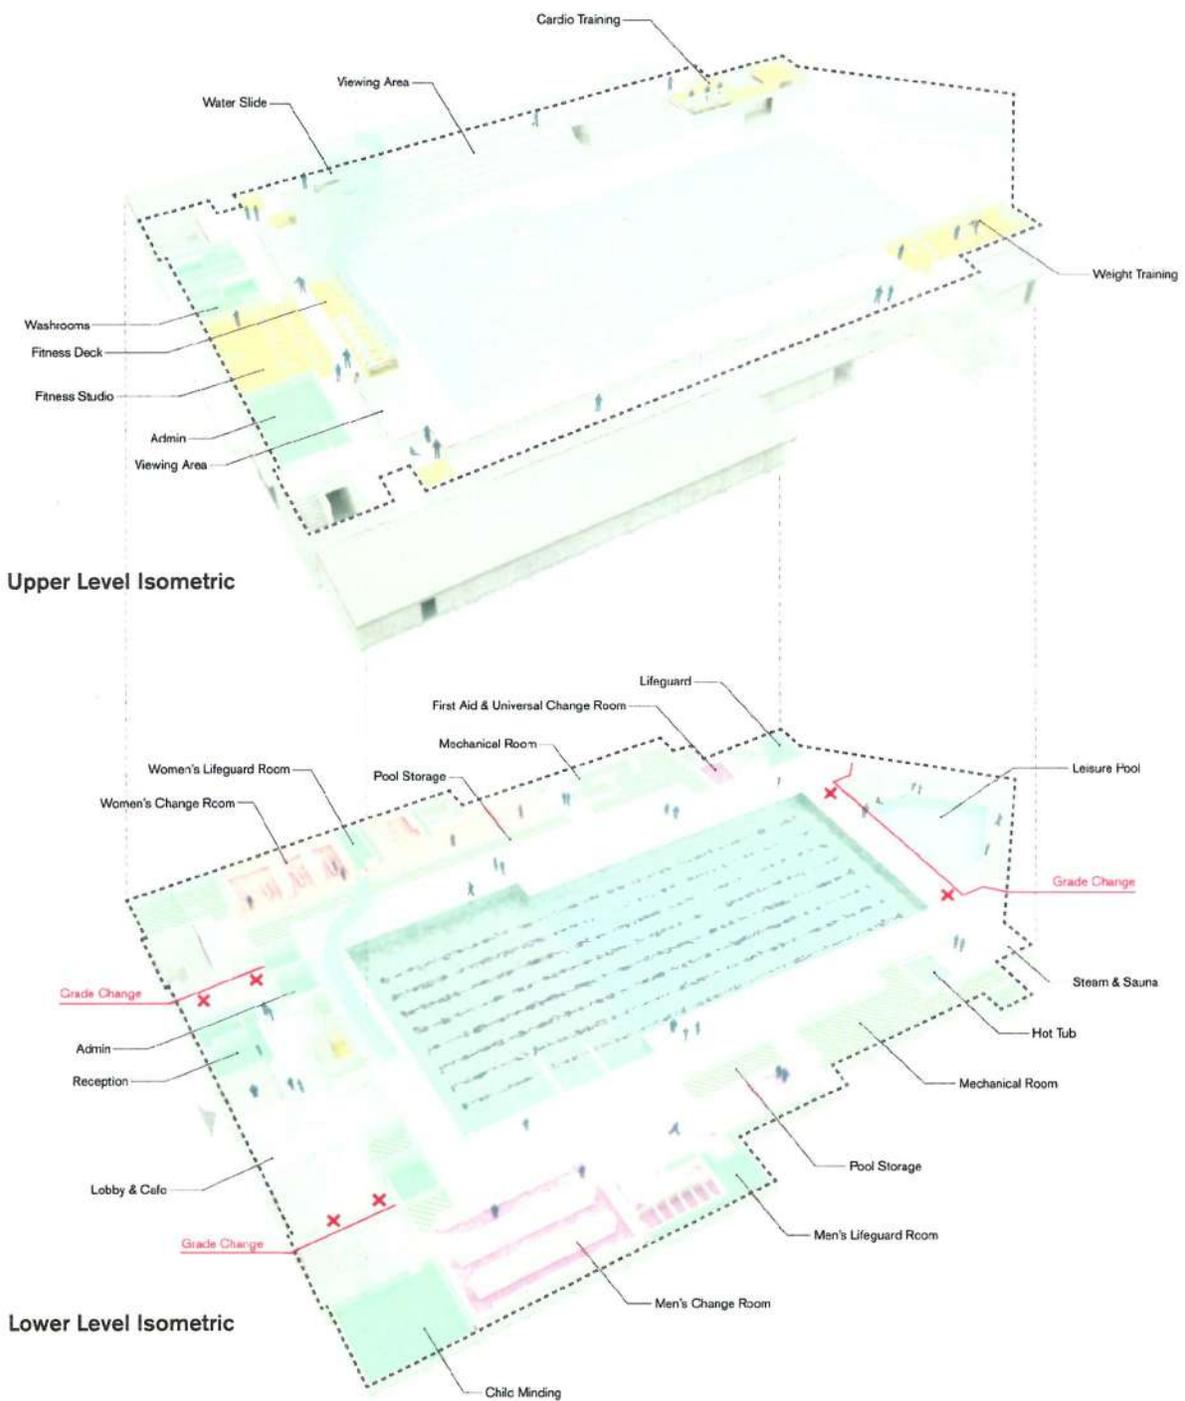 Cardio Training
Viewing Area
Water Slide
Weight Training
Washrooms
Fitness Deck
Fitness Studio
Admin
Viewing Area
Upper Level Isometric
Lifeguard
First Aid & Universal Change Room
Mechanical Room
Women's Lifeguard Room
Pool Storage
Leisure Pool
Women's Change Room
Grade Change
Steam & Sauna
Grade Change
Hot Tub
Admin
Reception
Mechanical Room
Pool Storage
Lobby & Cafe
Men's Lifeguard Room
Grade Change
Men's Change Room
Lower Level Isometric
Child Minding